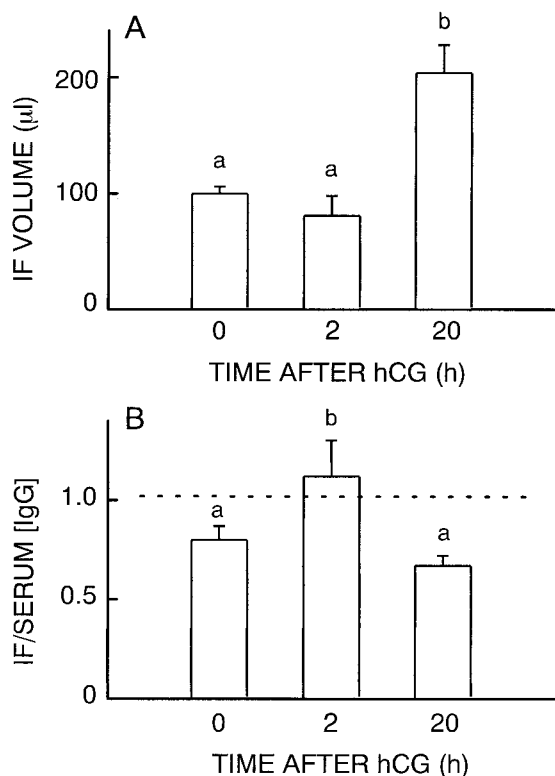 A
IF VOLUME (µl)
200
100
0
a
a
b
0 2 20
TIME AFTER hCG (h)
B
IF/SERUM [IgG]
1.0
0.5
0
a
b
a
0 2 20
TIME AFTER hCG (h)